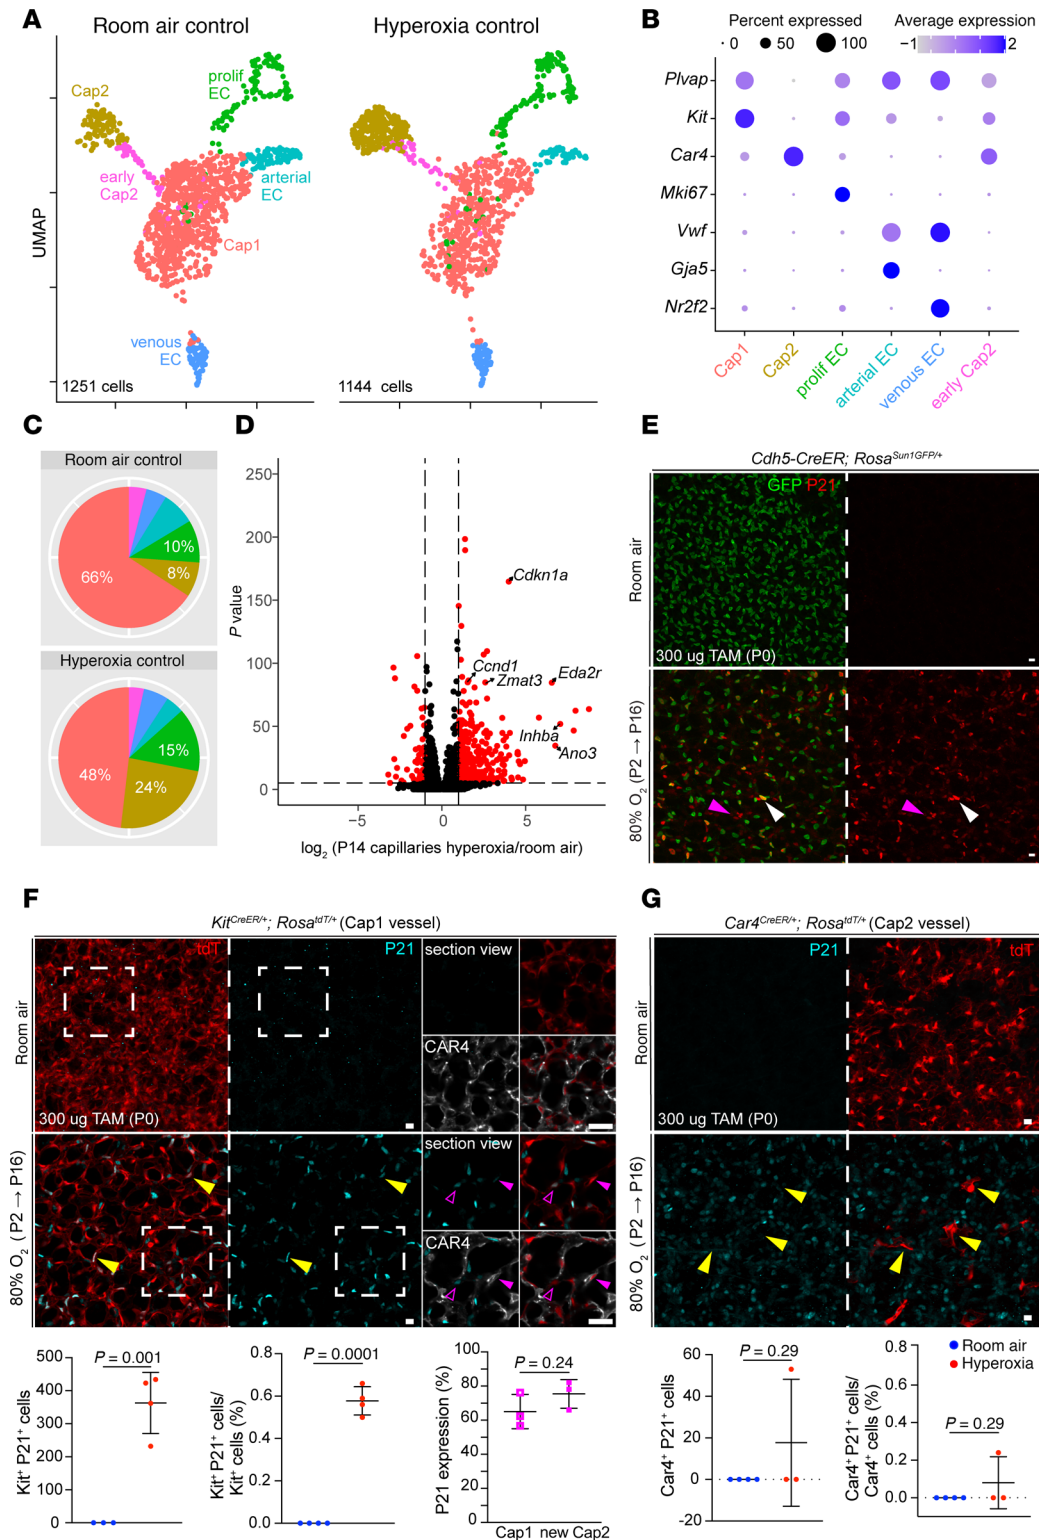 A
Room air control
Hyperoxia control
Cap2
prolif
EC
early
Cap2
arterial
EC
Cap1
venous
EC
UMAP
1251 cells
1144 cells
B
Percent expressed
0 50 100
Average expression
−1 2
Plvap
Kit
Car4
Mki67
Vwf
Gja5
Nr2f2
Cap1
Cap2
prolif EC
arterial EC
venous EC
early Cap2
C
Room air control
10%
8%
66%
Hyperoxia control
15%
24%
48%
D
P value
250
200
150
100
50
0
Cdkn1a
Ccnd1
Zmat3
Eda2r
Inhba
Ano3
−5 0 5
log2 (P14 capillaries hyperoxia/room air)
E
Cdh5-CreER; RosaSun1GFP/+
GFP P21
Room air
300 ug TAM (P0)
80% O2 (P2 → P16)
F
KitCreER/+; RosatdT/+ (Cap1 vessel)
tdT
P21
section view
Room air
CAR4
300 ug TAM (P0)
80% O2 (P2 → P16)
section view
CAR4
Kit+ P21+ cells
500
400
300
200
100
0
P = 0.001
Kit+ P21+ cells/
Kit+ cells (%)
0.8
0.6
0.4
0.2
0.0
P = 0.0001
P21 expression (%)
100
90
80
70
60
50
40
30
20
10
0
P = 0.24
Cap1 new Cap2
G
Car4CreER/+; RosatdT/+ (Cap2 vessel)
P21
tdT
Room air
300 ug TAM (P0)
80% O2 (P2 → P16)
Car4+ P21+ cells
60
40
20
0
−20
P = 0.29
Car4+ P21+ cells/
Car4+ cells (%)
0.8
0.6
0.4
0.2
0.0
P = 0.29
Room air
Hyperoxia